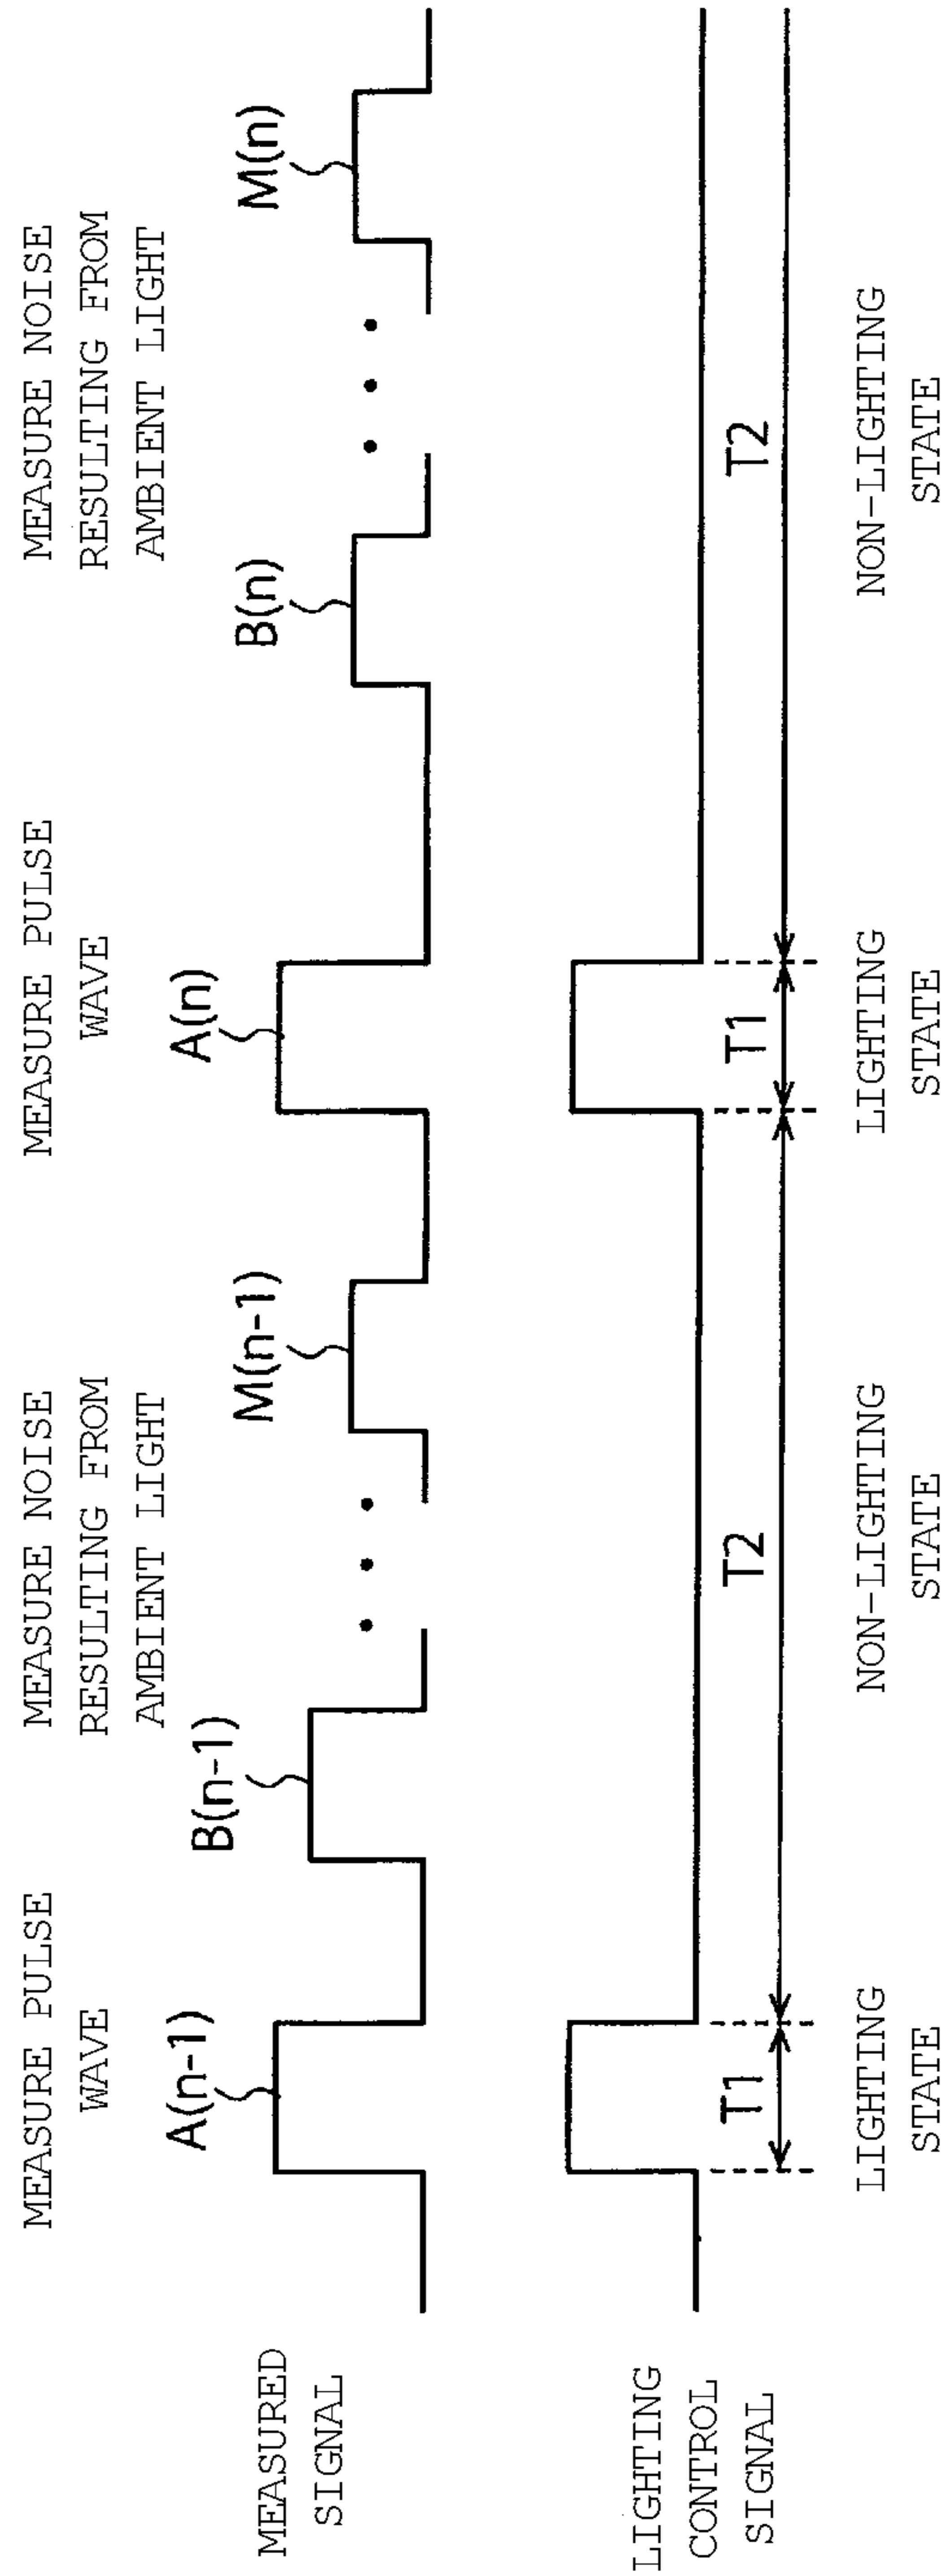 MEASURE PULSE
WAVE
MEASURE NOISE
RESULTING FROM
AMBIENT LIGHT
MEASURE PULSE
WAVE
MEASURE NOISE
RESULTING FROM
AMBIENT LIGHT
MEASURED
SIGNAL
A(n-1)
B(n-1)
M(n-1)
A(n)
B(n)
M(n)
LIGHTING
CONTROL
SIGNAL
T1
T2
T1
T2
LIGHTING
STATE
NON-LIGHTING
STATE
LIGHTING
STATE
NON-LIGHTING
STATE